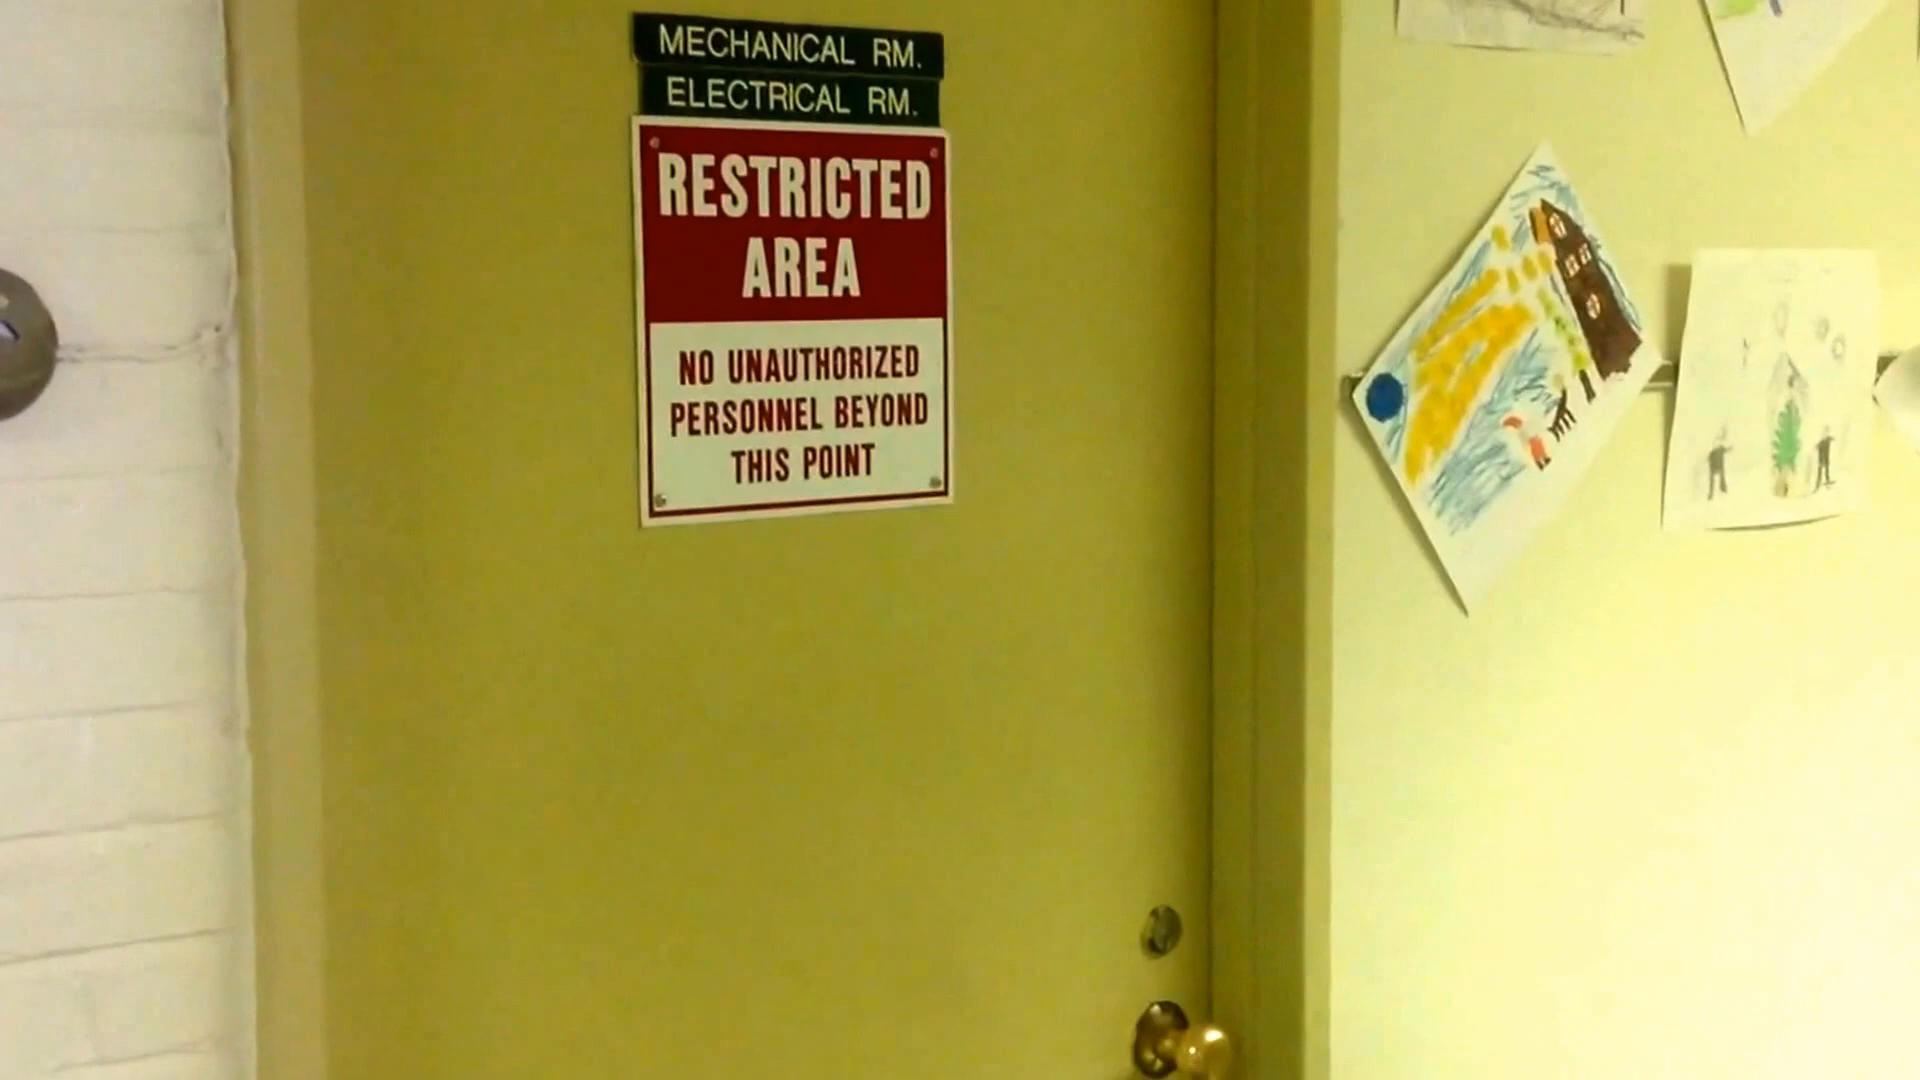 MECHANICAL RM.
ELECTRICAL RM.
RESTRICTED
AREA
NO UNAUTHORIZED
PERSONNEL BEYOND
THIS POINT